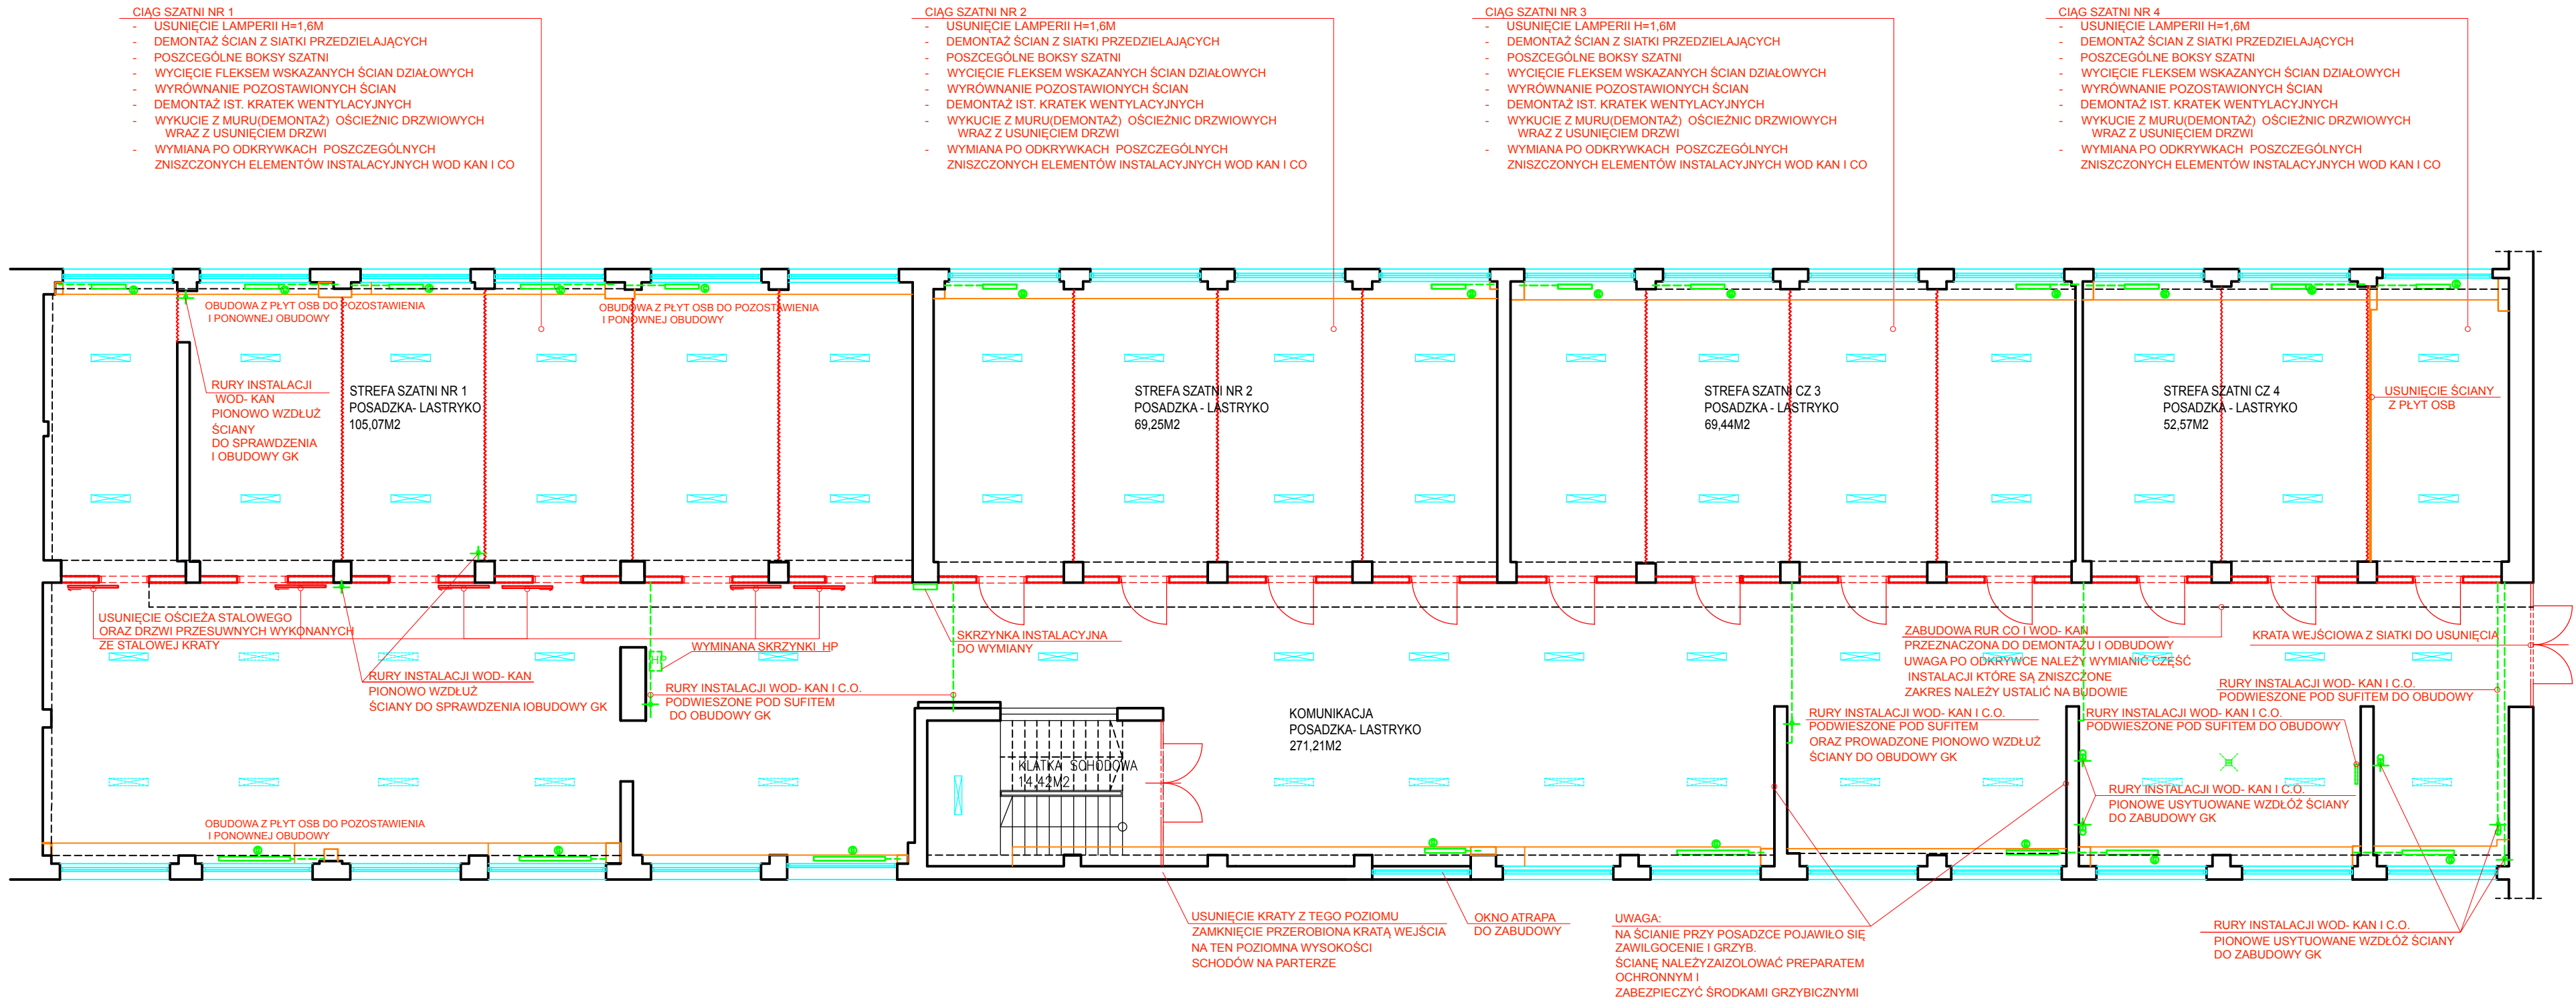 CIĄG SZATNI NR 1
- USUNIĘCIE LAMPERII H=1,6M
- DEMONTAŻ ŚCIAN Z SIATKI PRZEDZIELAJĄCYCH
- POSZCZEGÓLNE BOKSY SZATNI
- WYCIĘCIE FLEKSEM WSKAZANYCH ŚCIAN DZIAŁOWYCH
- WYRÓWNANIE POZOSTAWIONYCH ŚCIAN
- DEMONTAŻ IST. KRATEK WENTYLACYJNYCH
- WYKUCIE Z MURU(DEMONTAŻ) OŚCIEŻNIC DRZWIOWYCH
WRAZ Z USUNIĘCIEM DRZWI
- WYMIANA PO ODKRYWKACH POSZCZEGÓLNYCH
ZNISZCZONYCH ELEMENTÓW INSTALACYJNYCH WOD KAN I CO
CIĄG SZATNI NR 2
- USUNIĘCIE LAMPERII H=1,6M
- DEMONTAŻ ŚCIAN Z SIATKI PRZEDZIELAJĄCYCH
- POSZCZEGÓLNE BOKSY SZATNI
- WYCIĘCIE FLEKSEM WSKAZANYCH ŚCIAN DZIAŁOWYCH
- WYRÓWNANIE POZOSTAWIONYCH ŚCIAN
- DEMONTAŻ IST. KRATEK WENTYLACYJNYCH
- WYKUCIE Z MURU(DEMONTAŻ) OŚCIEŻNIC DRZWIOWYCH
WRAZ Z USUNIĘCIEM DRZWI
- WYMIANA PO ODKRYWKACH POSZCZEGÓLNYCH
ZNISZCZONYCH ELEMENTÓW INSTALACYJNYCH WOD KAN I CO
CIĄG SZATNI NR 3
- USUNIĘCIE LAMPERII H=1,6M
- DEMONTAŻ ŚCIAN Z SIATKI PRZEDZIELAJĄCYCH
- POSZCZEGÓLNE BOKSY SZATNI
- WYCIĘCIE FLEKSEM WSKAZANYCH ŚCIAN DZIAŁOWYCH
- WYRÓWNANIE POZOSTAWIONYCH ŚCIAN
- DEMONTAŻ IST. KRATEK WENTYLACYJNYCH
- WYKUCIE Z MURU(DEMONTAŻ) OŚCIEŻNIC DRZWIOWYCH
WRAZ Z USUNIĘCIEM DRZWI
- WYMIANA PO ODKRYWKACH POSZCZEGÓLNYCH
ZNISZCZONYCH ELEMENTÓW INSTALACYJNYCH WOD KAN I CO
CIĄG SZATNI NR 4
- USUNIĘCIE LAMPERII H=1,6M
- DEMONTAŻ ŚCIAN Z SIATKI PRZEDZIELAJĄCYCH
- POSZCZEGÓLNE BOKSY SZATNI
- WYCIĘCIE FLEKSEM WSKAZANYCH ŚCIAN DZIAŁOWYCH
- WYRÓWNANIE POZOSTAWIONYCH ŚCIAN
- DEMONTAŻ IST. KRATEK WENTYLACYJNYCH
- WYKUCIE Z MURU(DEMONTAŻ) OŚCIEŻNIC DRZWIOWYCH
WRAZ Z USUNIĘCIEM DRZWI
- WYMIANA PO ODKRYWKACH POSZCZEGÓLNYCH
ZNISZCZONYCH ELEMENTÓW INSTALACYJNYCH WOD KAN I CO
OBUDOWA Z PŁYT OSB DO POZOSTAWIENIA
I PONOWNEJ OBUDOWY
OBUDOWA Z PŁYT OSB DO POZOSTAWIENIA
I PONOWNEJ OBUDOWY
RURY INSTALACJI
WOD- KAN
PIONOWO WZDŁUŻ
ŚCIANY
DO SPRAWDZENIA
I OBUDOWY GK
STREFA SZATNI NR 1
POSADZKA- LASTRYKO
105,07M2
STREFA SZATNI NR 2
POSADZKA - LASTRYKO
69,25M2
STREFA SZATNI CZ 3
POSADZKA - LASTRYKO
69,44M2
STREFA SZATNI CZ 4
POSADZKA - LASTRYKO
52,57M2
USUNIĘCIE ŚCIANY
Z PŁYT OSB
USUNIĘCIE OŚCIEŻA STALOWEGO
ORAZ DRZWI PRZESUWNYCH WYKONANYCH
ZE STALOWEJ KRATY
RURY INSTALACJI WOD- KAN
PIONOWO WZDŁUŻ
ŚCIANY DO SPRAWDZENIA IOBUDOWY GK
WYMINANA SKRZYNKI HP
HP
RURY INSTALACJI WOD- KAN I C.O.
PODWIESZONE POD SUFITEM
DO OBUDOWY GK
SKRZYNKA INSTALACYJNA
DO WYMIANY
KOMUNIKACJA
POSADZKA- LASTRYKO
271,21M2
KLATKA SCHODOWA
14,42M2
ZABUDOWA RUR CO I WOD- KAN
PRZEZNACZONA DO DEMONTAŻU I ODBUDOWY
UWAGA PO ODKRYWCE NALEŻY WYMIANIĆ CZĘŚĆ
INSTALACJI KTÓRE SĄ ZNISZCZONE
ZAKRES NALEŻY USTALIĆ NA BUDOWIE
KRATA WEJŚCIOWA Z SIATKI DO USUNIĘCIA
RURY INSTALACJI WOD- KAN I C.O.
PODWIESZONE POD SUFITEM DO OBUDOWY
RURY INSTALACJI WOD- KAN I C.O.
PODWIESZONE POD SUFITEM
ORAZ PROWADZONE PIONOWO WZDŁUŻ
ŚCIANY DO OBUDOWY GK
RURY INSTALACJI WOD- KAN I C.O.
PODWIESZONE POD SUFITEM DO OBUDOWY
RURY INSTALACJI WOD- KAN I C.O.
PIONOWE USYTUOWANE WZDŁÓŻ ŚCIANY
DO ZABUDOWY GK
OBUDOWA Z PŁYT OSB DO POZOSTAWIENIA
I PONOWNEJ OBUDOWY
USUNIĘCIE KRATY Z TEGO POZIOMU
ZAMKNIĘCIE PRZEROBIONA KRATĄ WEJŚCIA
NA TEN POZIOMNA WYSOKOŚCI
SCHODÓW NA PARTERZE
OKNO ATRAPA
DO ZABUDOWY
UWAGA:
NA ŚCIANIE PRZY POSADZCE POJAWIŁO SIĘ
ZAWILGOCENIE I GRZYB.
ŚCIANĘ NALEŻYZAIZOLOWAĆ PREPARATEM
OCHRONNYM I
ZABEZPIECZYĆ ŚRODKAMI GRZYBICZNYMI
RURY INSTALACJI WOD- KAN I C.O.
PIONOWE USYTUOWANE WZDŁÓŻ ŚCIANY
DO ZABUDOWY GK